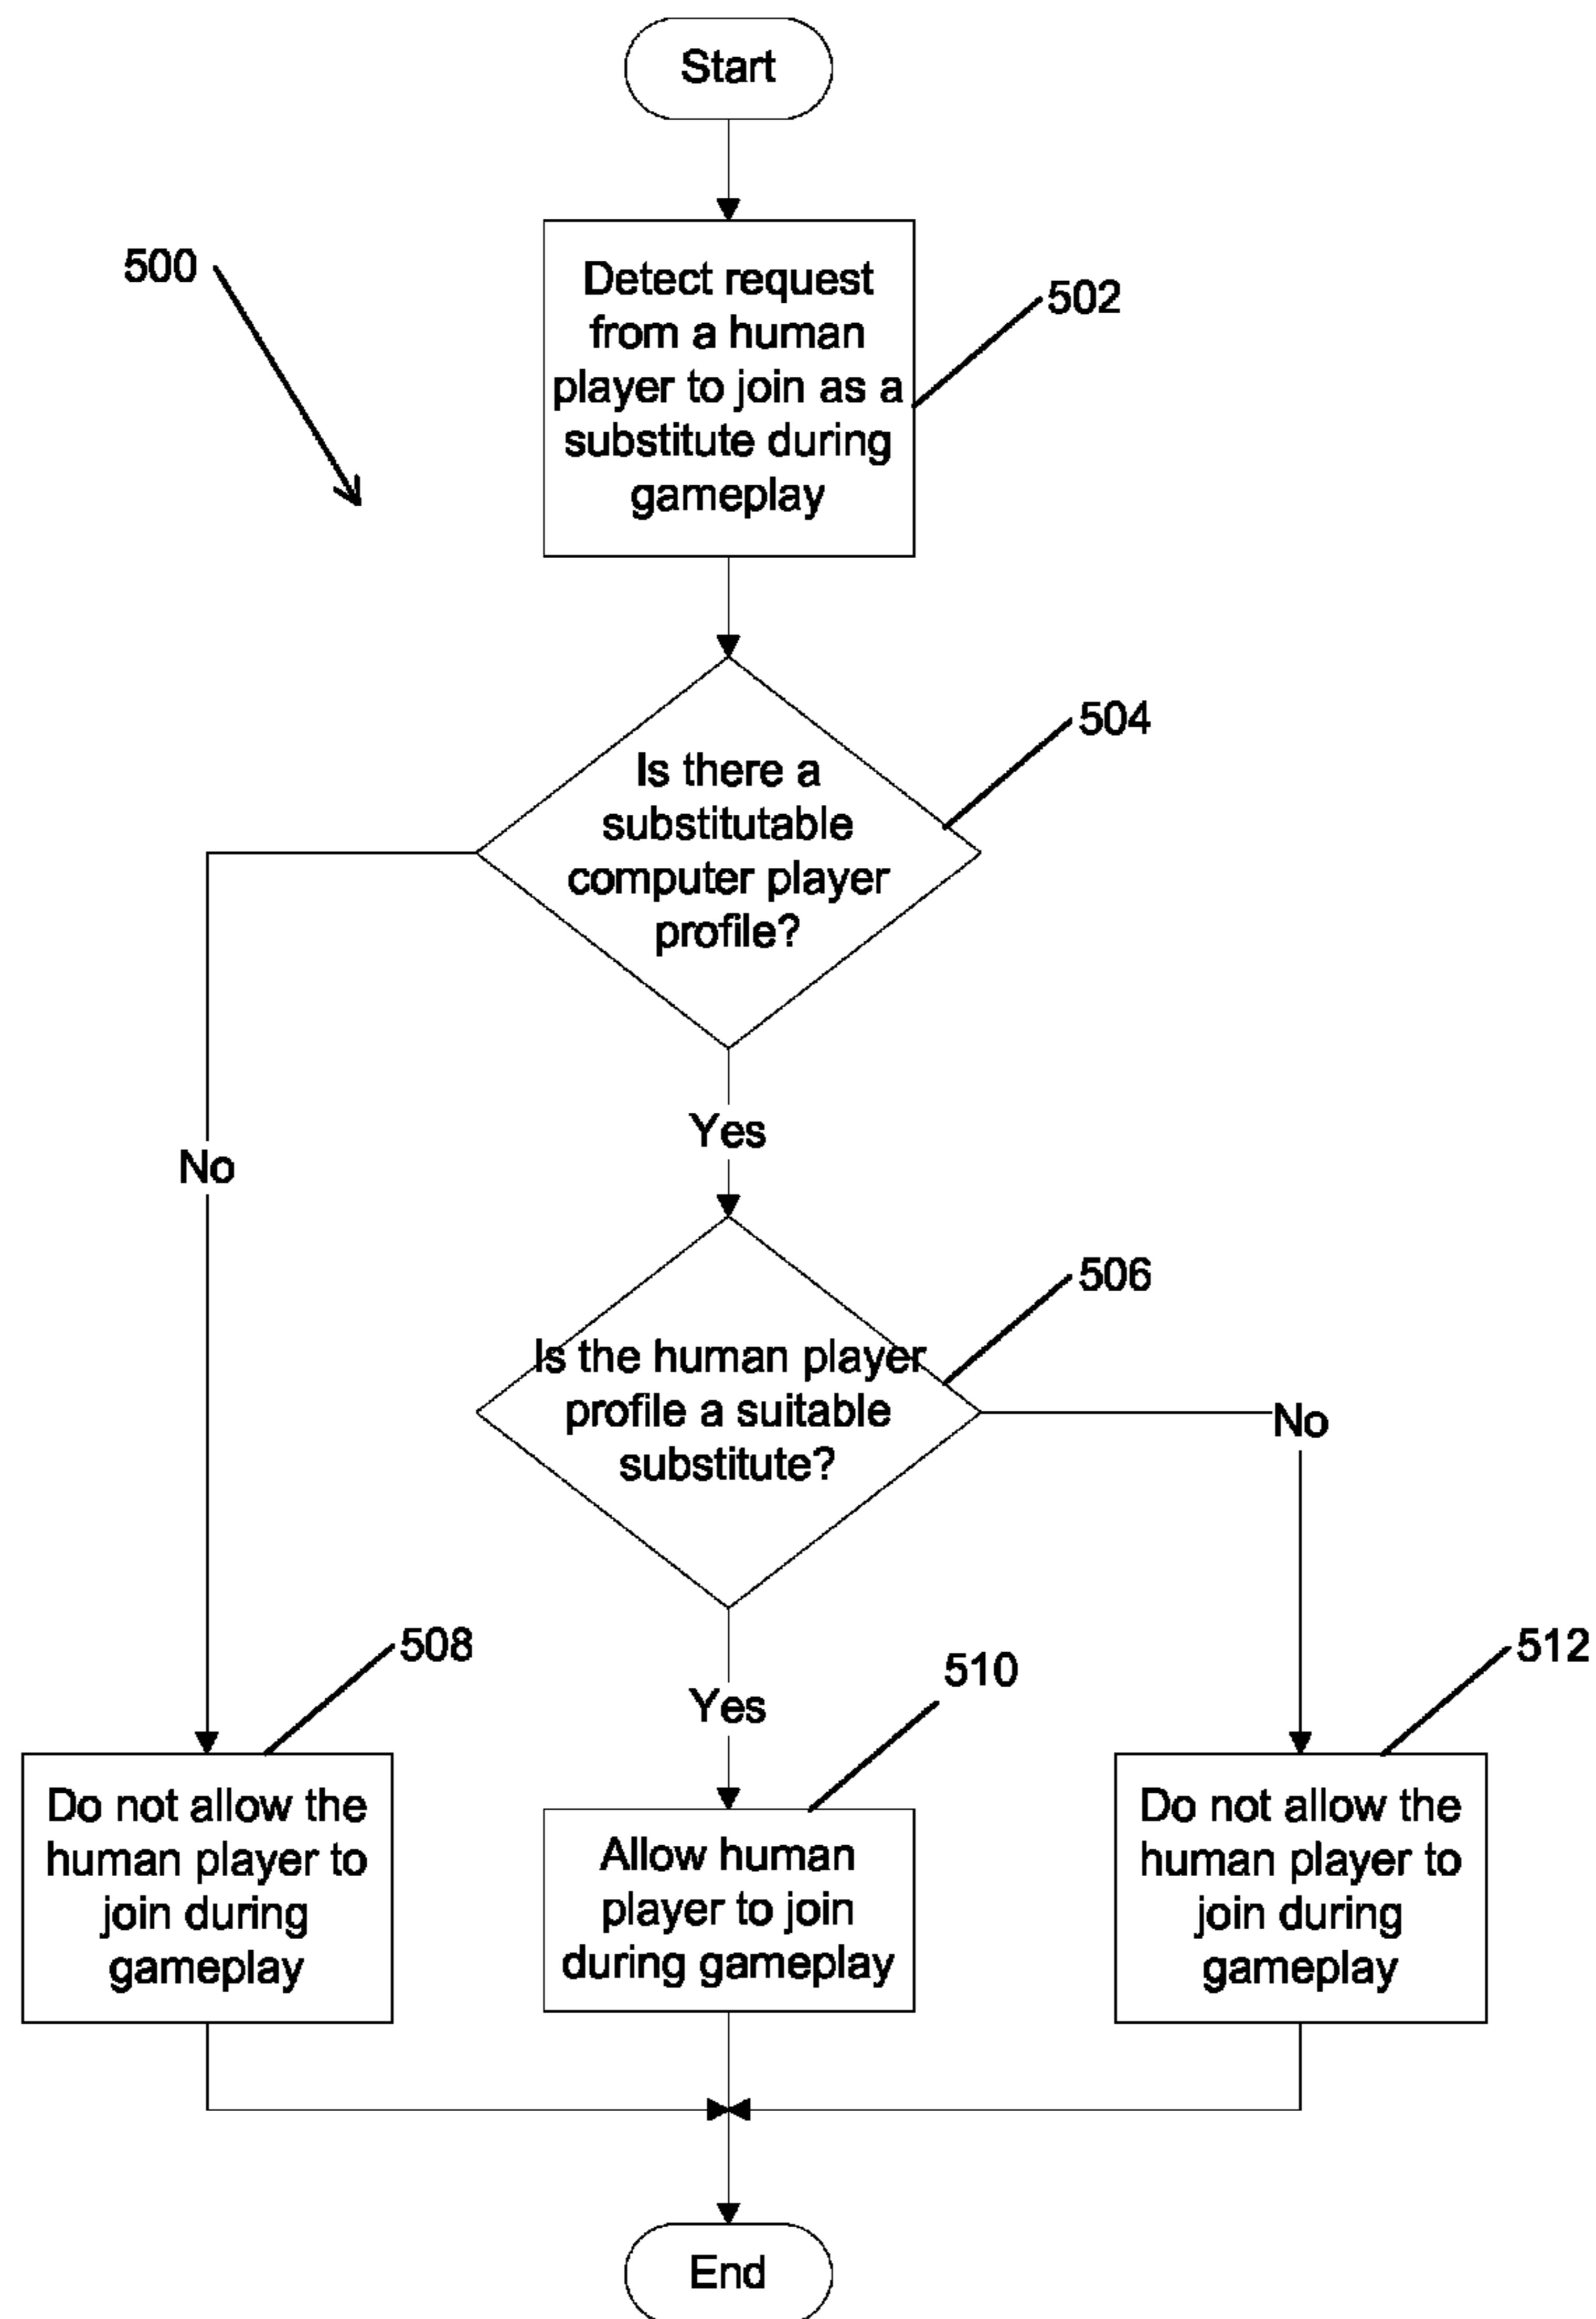 Start
500
Detect request
from a human
player to join as a
substitute during
gameplay
502
Is there a
substitutable
computer player
profile?
504
Yes
No
Is the human player
profile a suitable
substitute?
506
No
Yes
508
510
512
Do not allow the
human player to
join during
gameplay
Allow human
player to join
during gameplay
Do not allow the
human player to
join during
gameplay
End